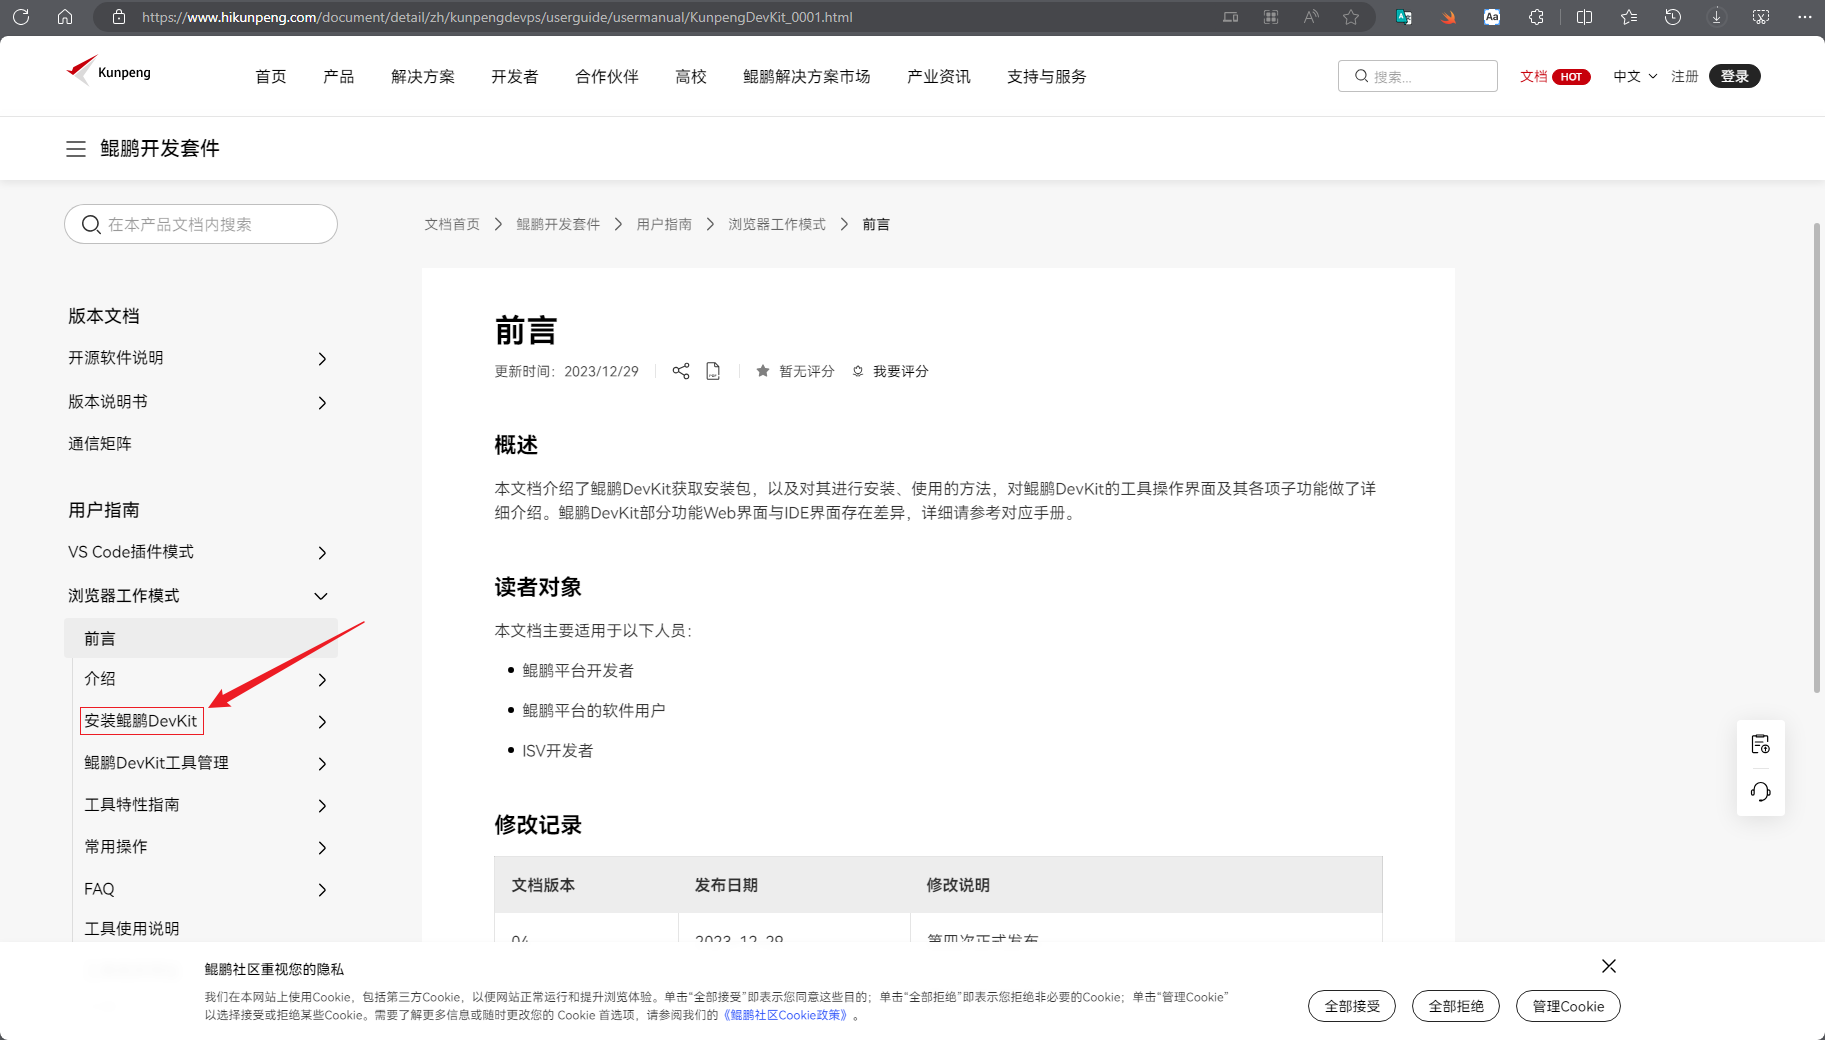 https://www.hikunpeng.com/document/detail/zh/kunpengdevps/userguide/usermanual/KunpengDevKit_0001.html
Kunpeng
首页
产品
解决方案
开发者
合作伙伴
高校
鲲鹏解决方案市场
产业资讯
支持与服务
搜索...
文档 HOT
中文
注册
登录
鲲鹏开发套件
在本产品文档内搜索
文档首页
鲲鹏开发套件
用户指南
浏览器工作模式
前言
版本文档
开源软件说明
版本说明书
通信矩阵
用户指南
VS Code插件模式
浏览器工作模式
前言
介绍
安装鲲鹏DevKit
鲲鹏DevKit工具管理
工具特性指南
常用操作
FAQ
工具使用说明
前言
更新时间：2023/12/29
暂无评分
我要评分
概述
本文档介绍了鲲鹏DevKit获取安装包，以及对其进行安装、使用的方法，对鲲鹏DevKit的工具操作界面及其各项子功能做了详
细介绍。鲲鹏DevKit部分功能Web界面与IDE界面存在差异，详细请参考对应手册。
读者对象
本文档主要适用于以下人员：
鲲鹏平台开发者
鲲鹏平台的软件用户
ISV开发者
修改记录
文档版本
发布日期
修改说明
04
2023-12-29
第四次正式发布
鲲鹏社区重视您的隐私
我们在本网站上使用Cookie，包括第三方Cookie，以便网站正常运行和提升浏览体验。单击“全部接受”即表示您同意这些目的；单击“全部拒绝”即表示您拒绝非必要的Cookie；单击“管理Cookie”
以选择接受或拒绝某些Cookie。需要了解更多信息或随时更改您的 Cookie 首选项，请参阅我们的《鲲鹏社区Cookie政策》。
全部接受
全部拒绝
管理Cookie